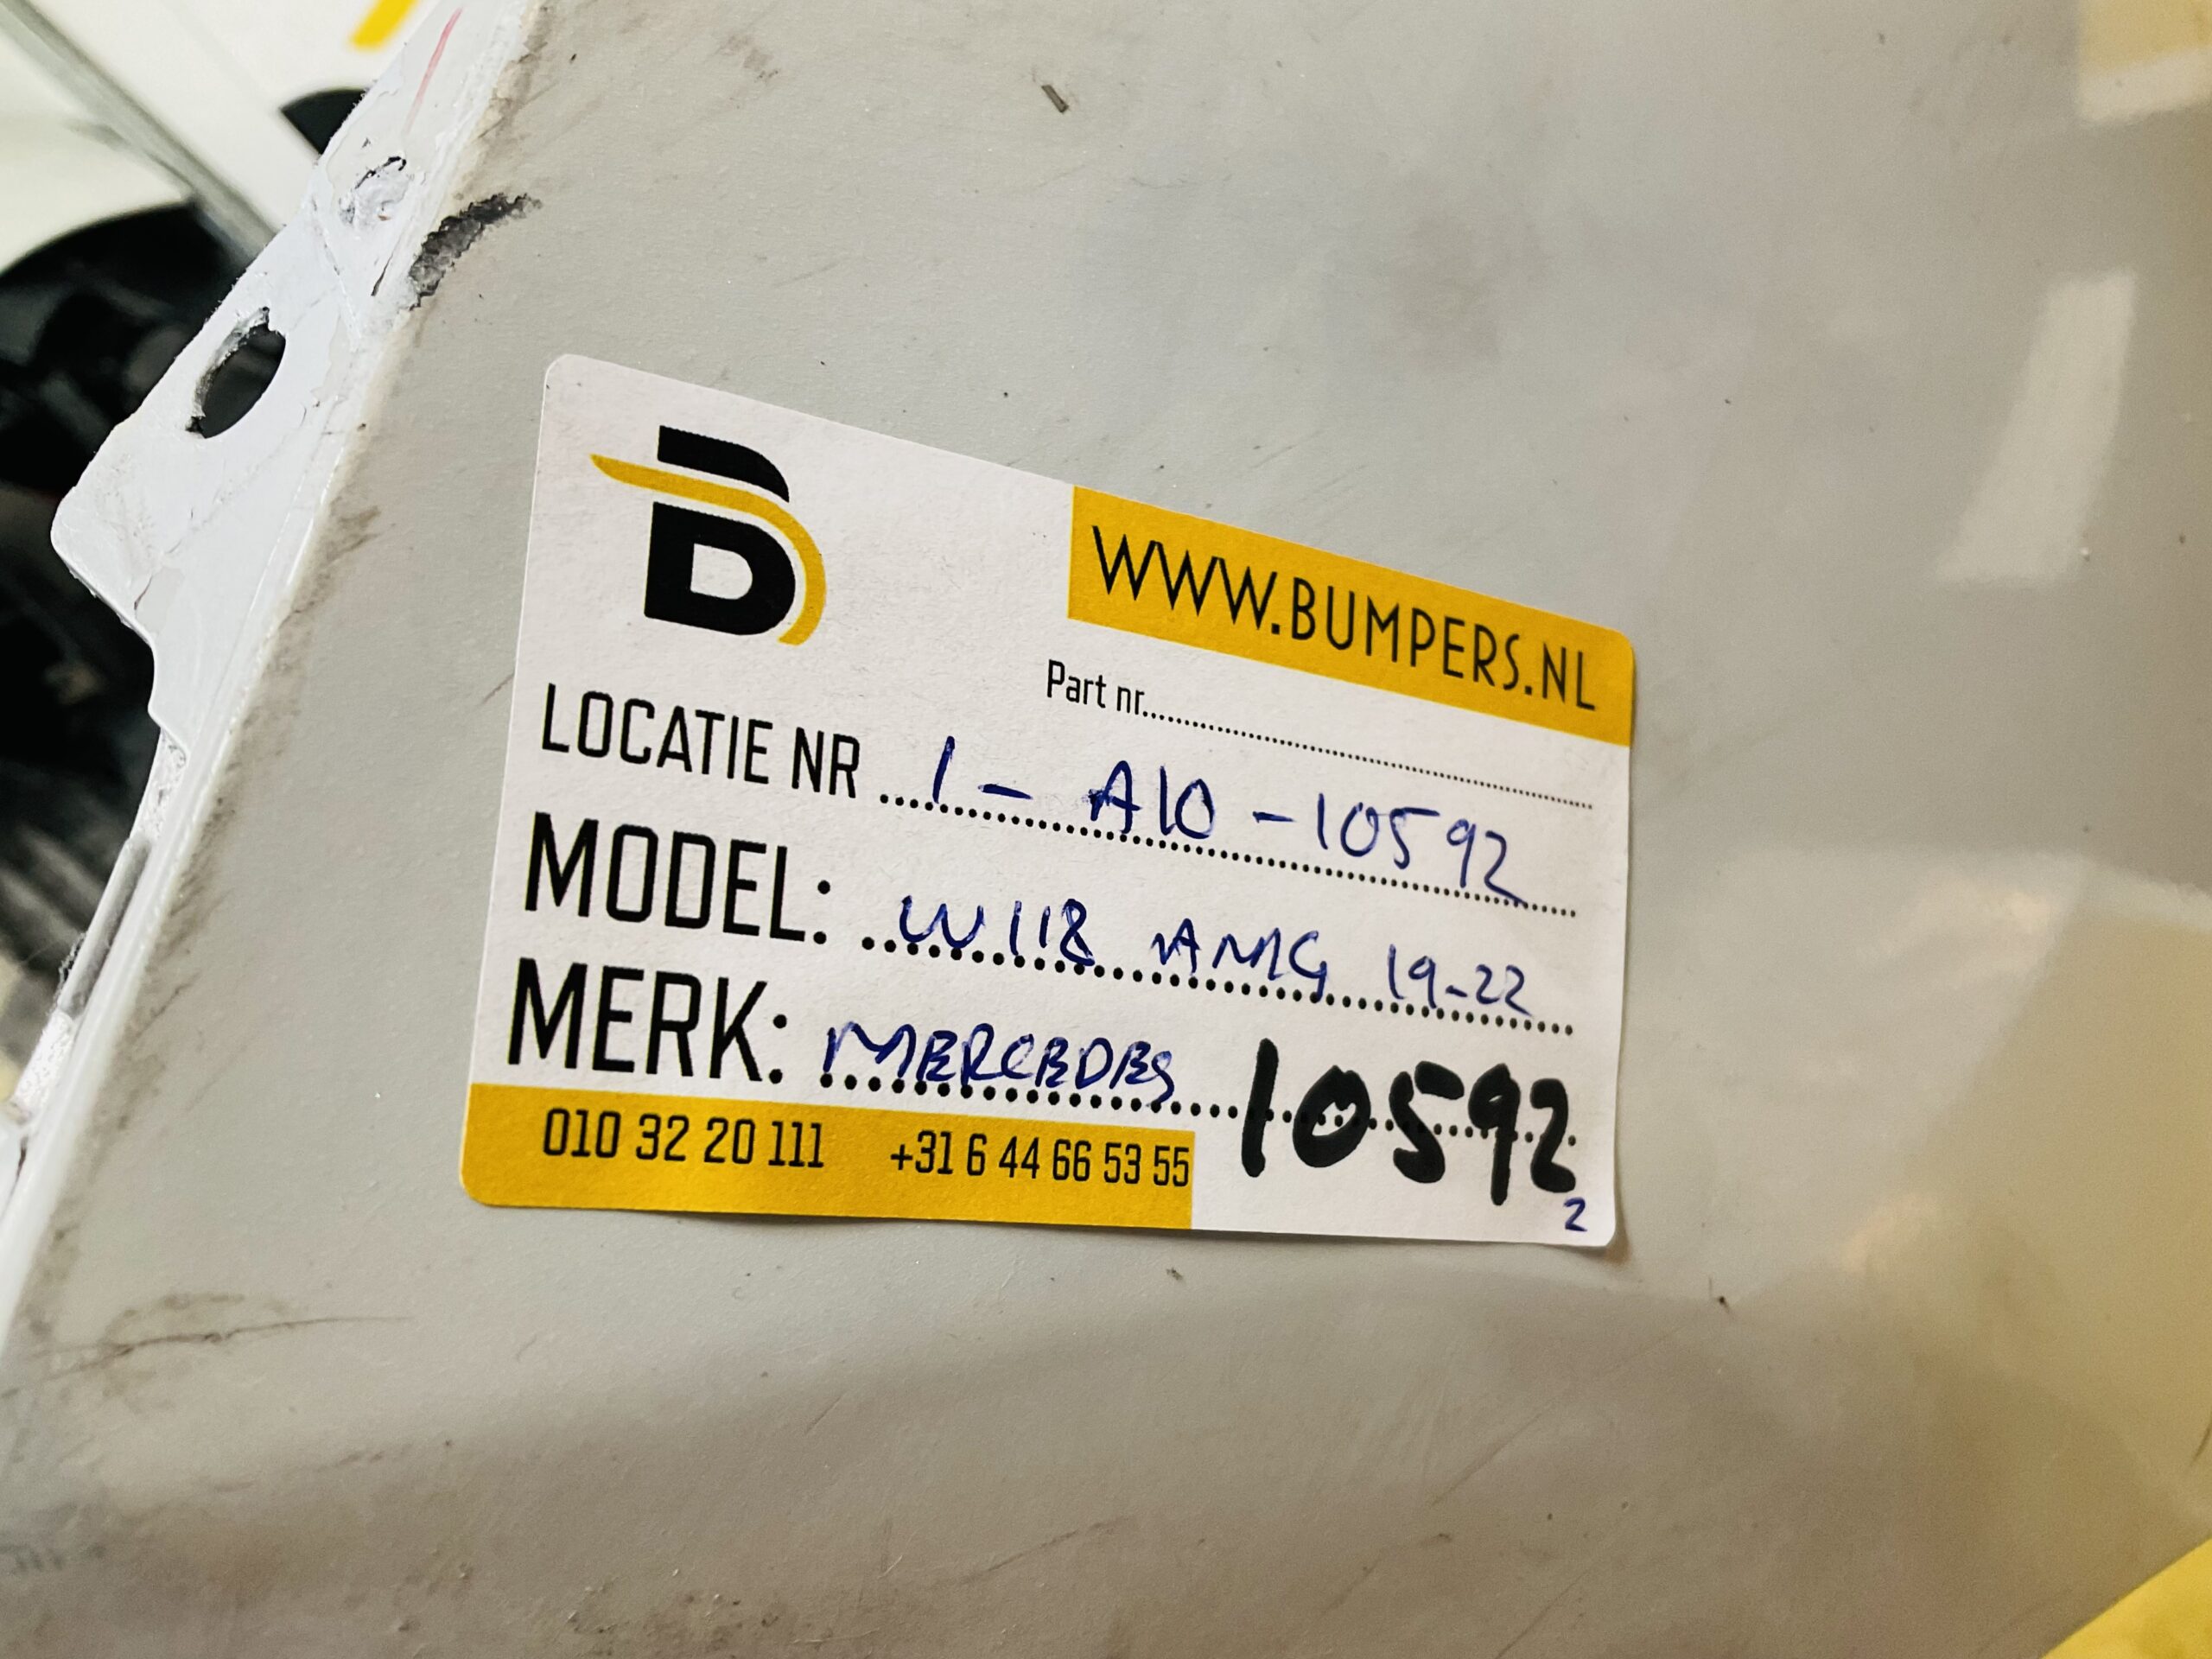 WWW.BUMPERS.NL
Part nr.
LOCATIE NR 1 - A10 - 10592
MODEL: W118 AMG 19-22
MERK: MERCEDES 10592
010 32 20 111 +31 6 44 66 53 55
2